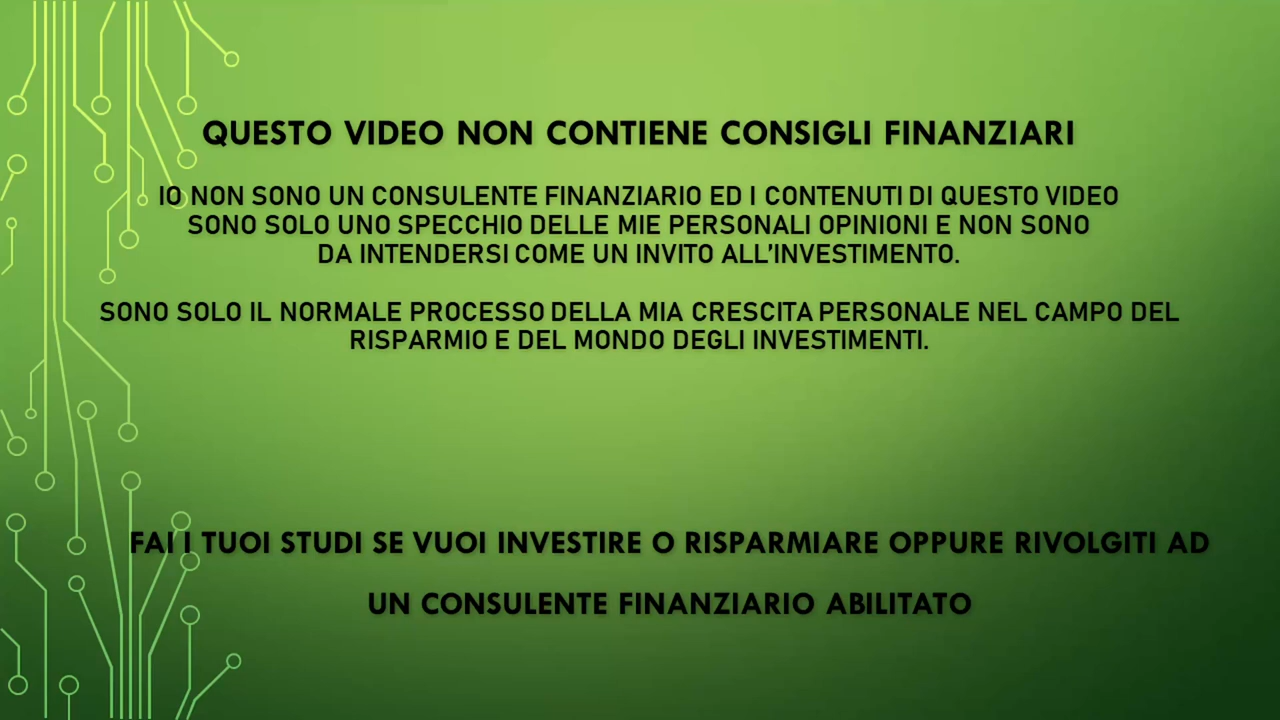 QUESTO VIDEO NON CONTIENE CONSIGLI FINANZIARI
IO NON SONO UN CONSULENTE FINANZIARIO ED I CONTENUTI DI QUESTO VIDEO
SONO SOLO UNO SPECCHIO DELLE MIE PERSONALI OPINIONI E NON SONO
DA INTENDERSI COME UN INVITO ALL'INVESTIMENTO.
SONO SOLO IL NORMALE PROCESSO DELLA MIA CRESCITA PERSONALE NEL CAMPO DEL
RISPARMIO E DEL MONDO DEGLI INVESTIMENTI.
FAI I TUOI STUDI SE VUOI INVESTIRE O RISPARMIARE OPPURE RIVOLGITI AD
UN CONSULENTE FINANZIARIO ABILITATO